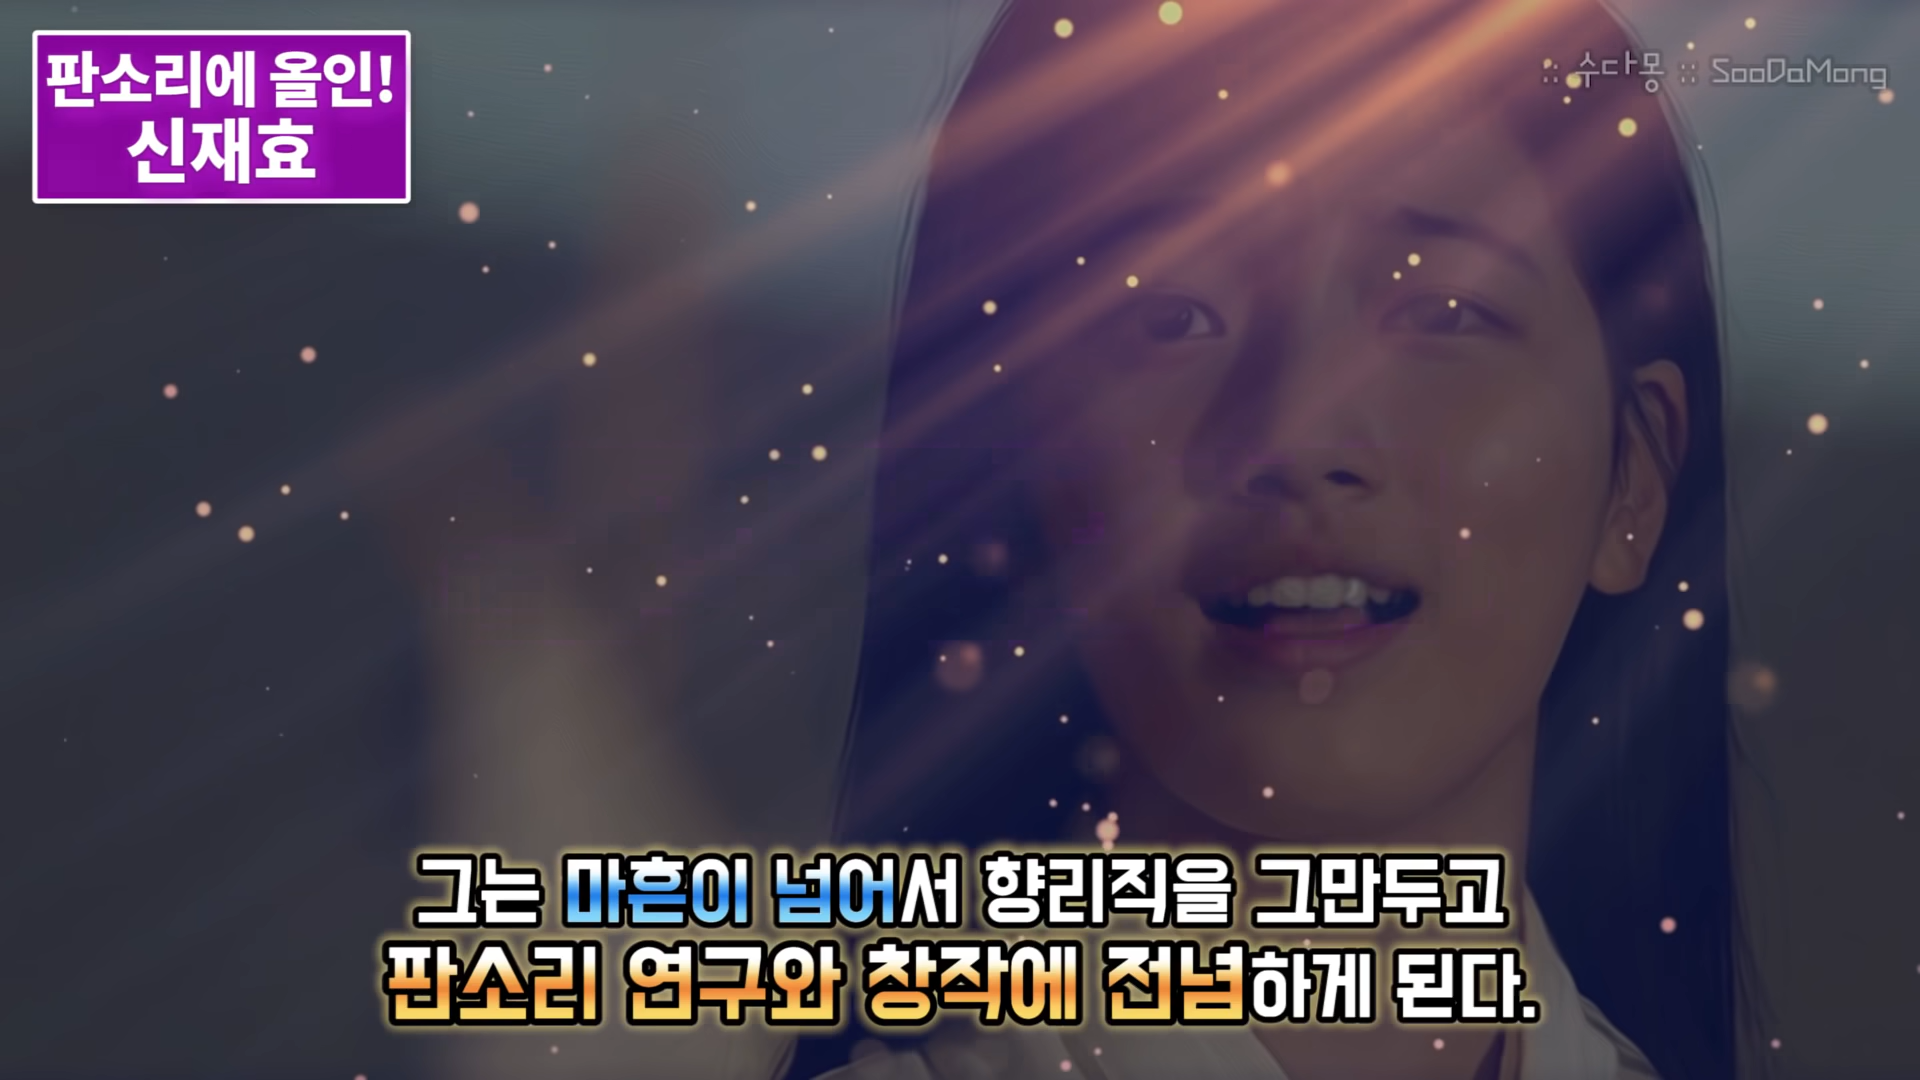 판소리에 올인!
신재효
:: 수다몽 :: SooDaMong
그는 마흔이 넘어서 향리직을 그만두고
판소리 연구와 창작에 전념하게 된다.